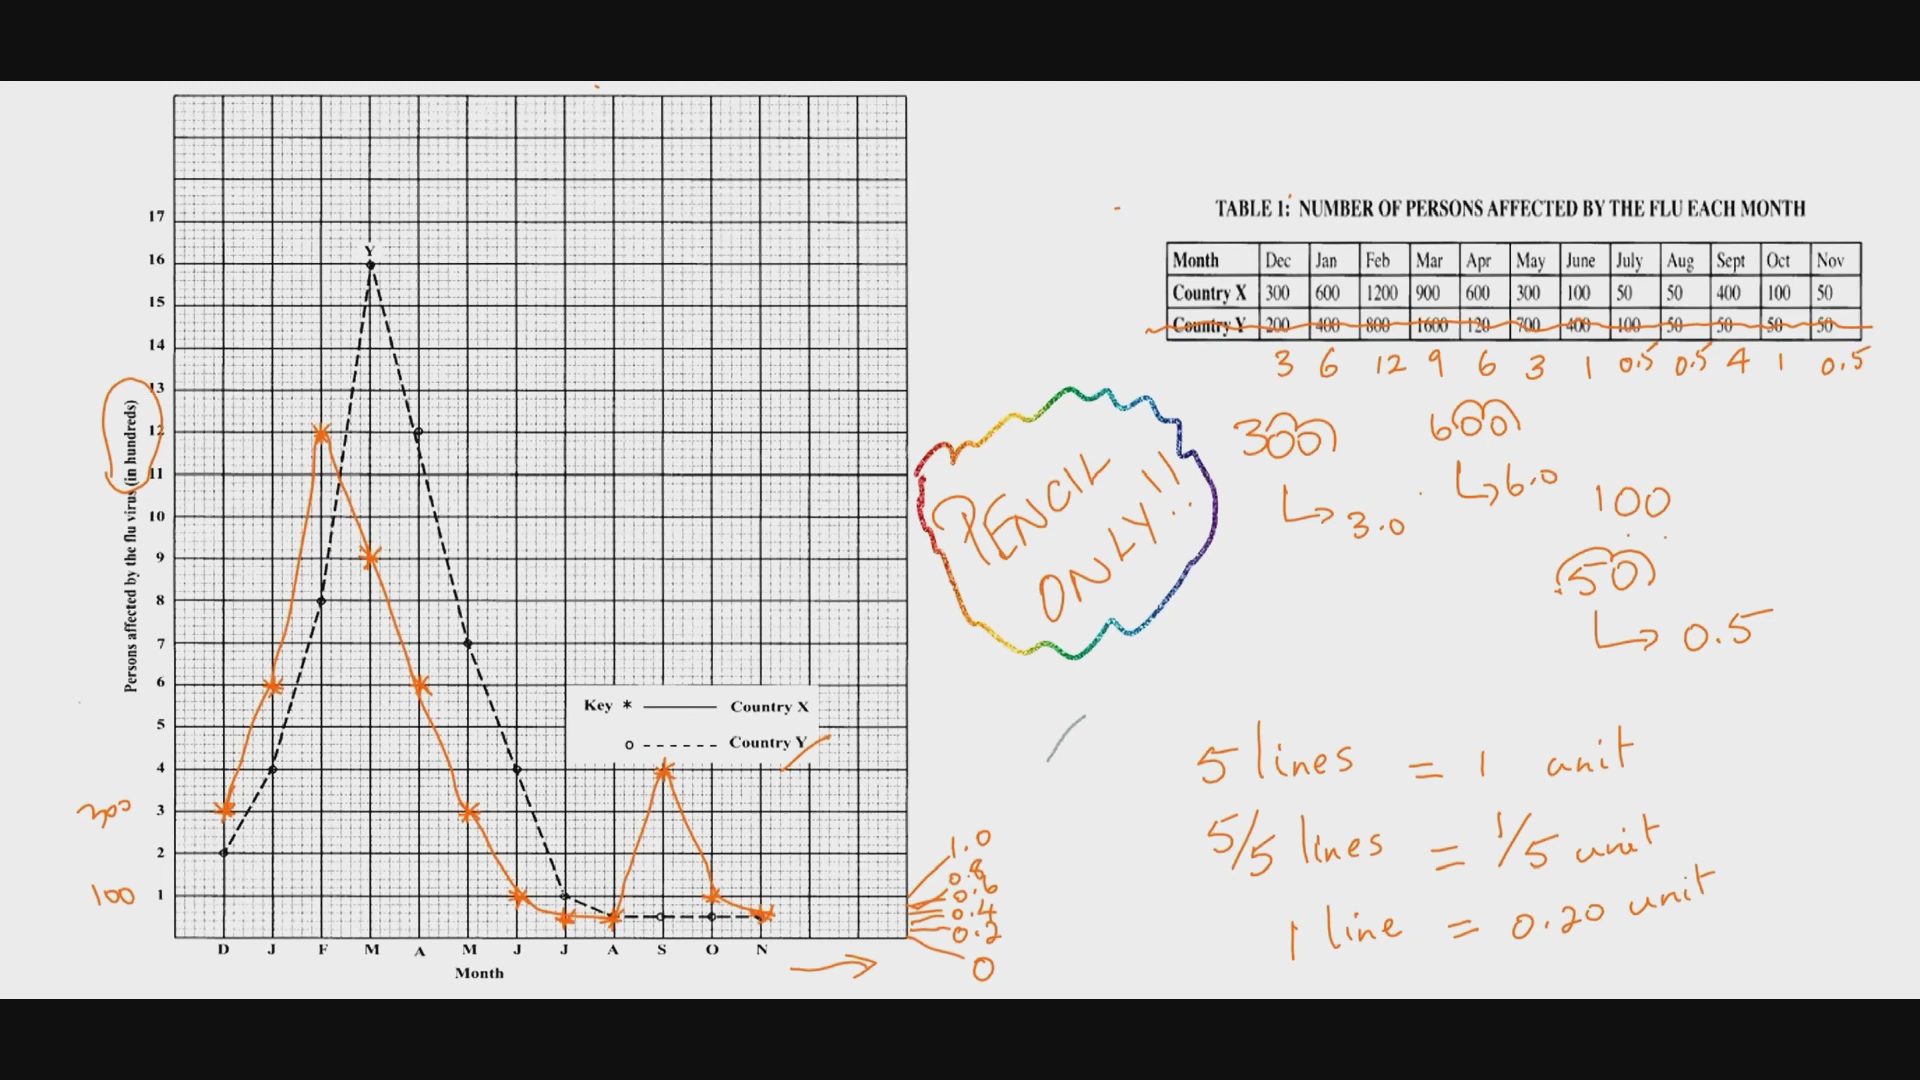 17
16
15
14
13
12
11
10
9
8
7
6
5
4
3
2
1
Persons affected by the flu virus (in hundreds)
300
100
Y
Key * Country X
o Country Y
D J F M A M J J A S O N
Month
1.0
0.8
0.6
0.4
0.2
0
PENCIL
ONLY!!
TABLE 1: NUMBER OF PERSONS AFFECTED BY THE FLU EACH MONTH
Month Dec Jan Feb Mar Apr May June July Aug Sept Oct Nov
Country X 300 600 1200 900 600 300 100 50 50 400 100 50
Country Y 200 400 800 1600 120 700 400 100 50 50 50 50
3 6 12 9 6 3 1 0.5 0.5 4 1 0.5
300 600
3.0 6.0
100
.50
0.5
5 lines = 1 unit
5/5 lines = 1/5 unit
1 line = 0.20 unit